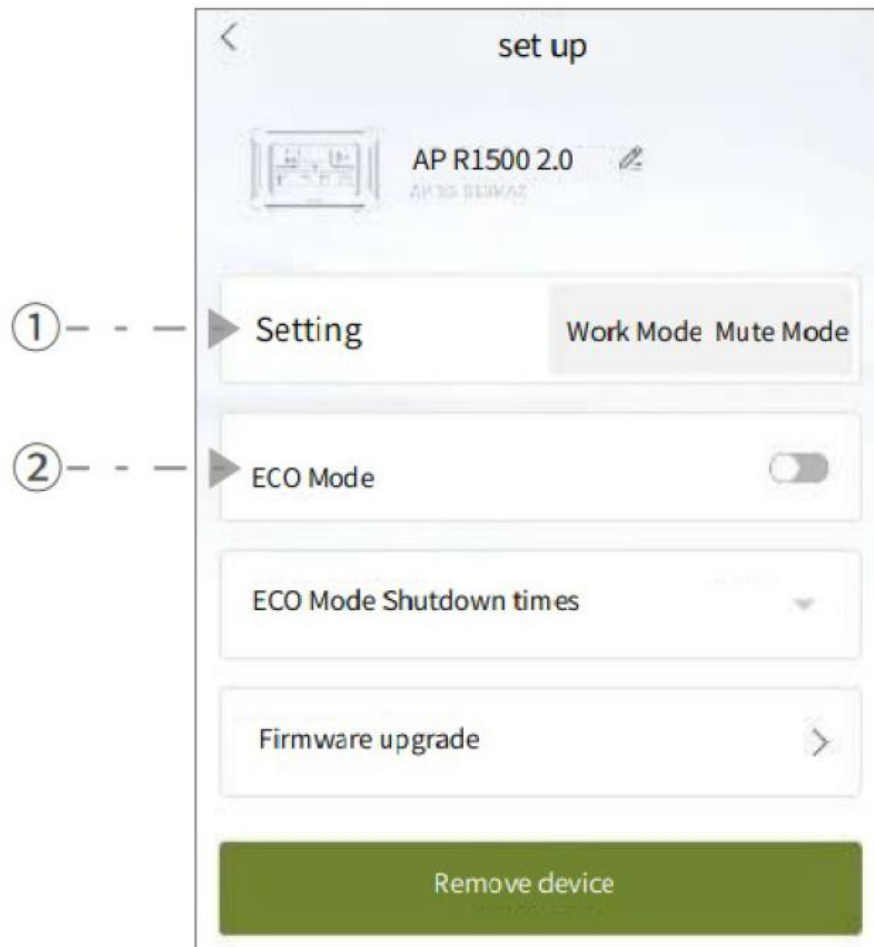 set up
AP R1500 2.0
① Setting Work Mode Mute Mode
② ECO Mode
ECO Mode Shutdown times
Firmware upgrade
Remove device